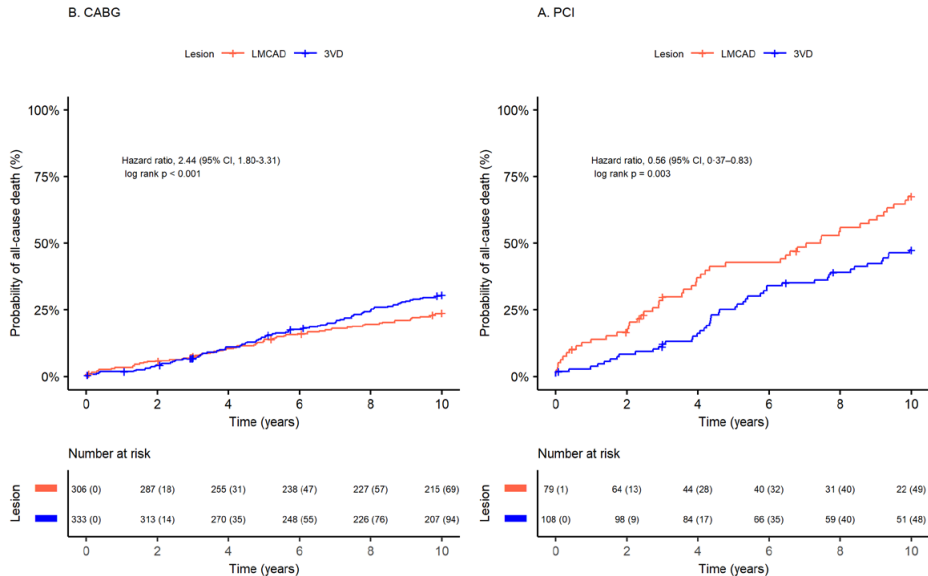 B. CABG
Lesion LMCAD 3VD
Probability of all-cause death (%)
100%
75%
50%
25%
0%
Hazard ratio, 2.44 (95% CI, 1.80-3.31)
log rank p < 0.001
0 2 4 6 8 10
Time (years)
Number at risk
Lesion
306 (0) 287 (18) 255 (31) 238 (47) 227 (57) 215 (69)
333 (0) 313 (14) 270 (35) 248 (55) 226 (76) 207 (94)
0 2 4 6 8 10
Time (years)
A. PCI
Lesion LMCAD 3VD
Probability of all-cause death (%)
100%
75%
50%
25%
0%
Hazard ratio, 0.56 (95% CI, 0·37–0.83)
log rank p = 0.003
0 2 4 6 8 10
Time (years)
Number at risk
Lesion
79 (1) 64 (13) 44 (28) 40 (32) 31 (40) 22 (49)
108 (0) 98 (9) 84 (17) 66 (35) 59 (40) 51 (48)
0 2 4 6 8 10
Time (years)